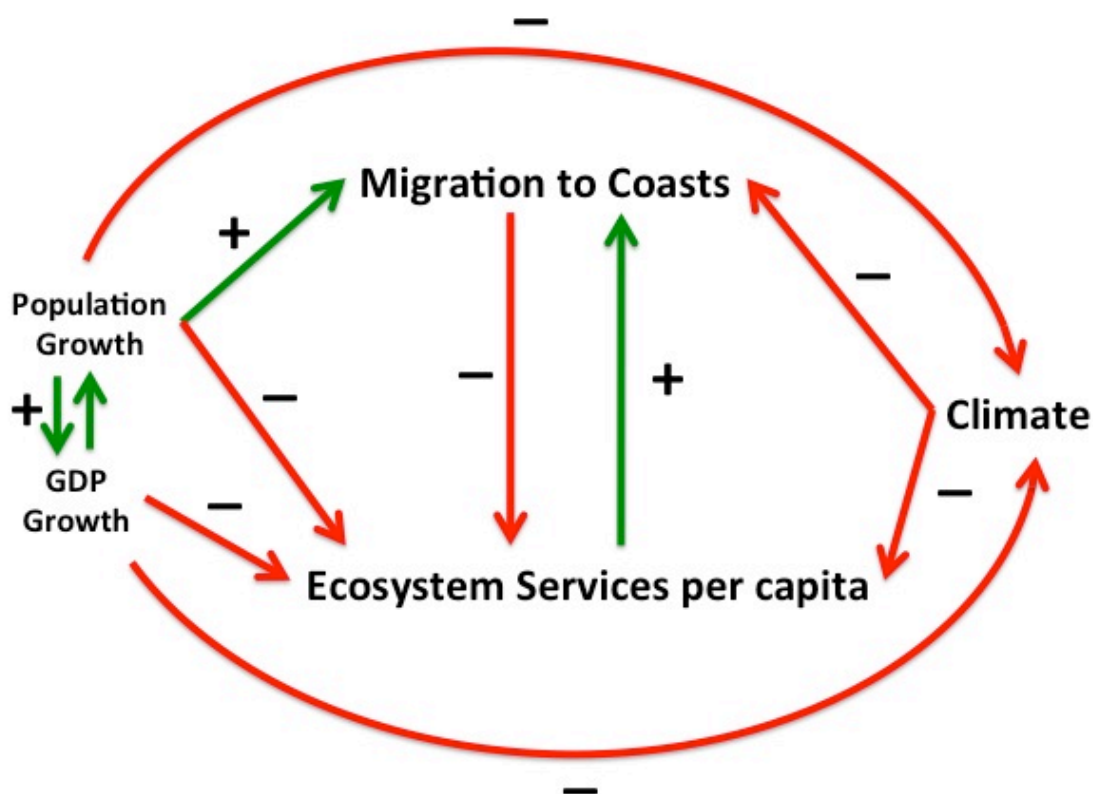 −
Migration to Coasts
+
−
Population
Growth
−
−
+
+
Climate
GDP
Growth
−
−
Ecosystem Services per capita
−